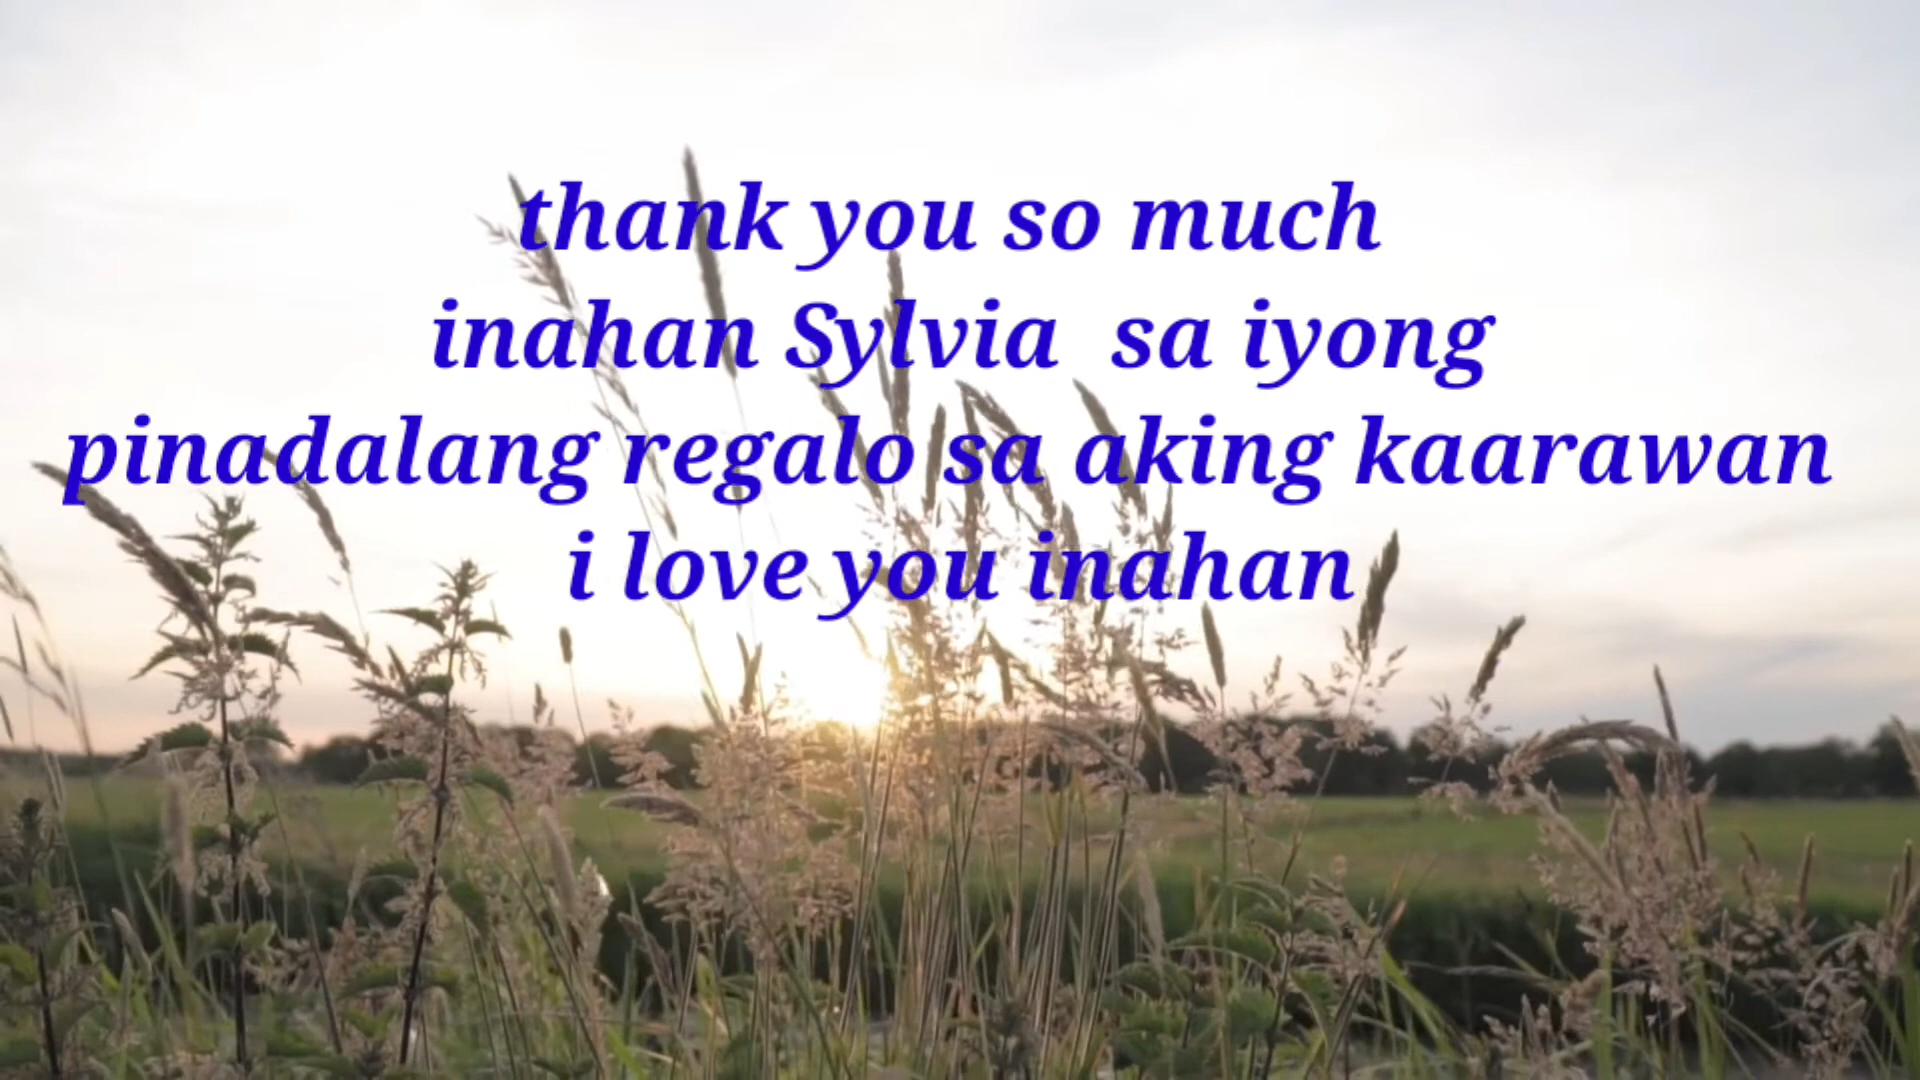 thank you so much
inahan Sylvia sa iyong
pinadalang regalo sa aking kaarawan
i love you inahan